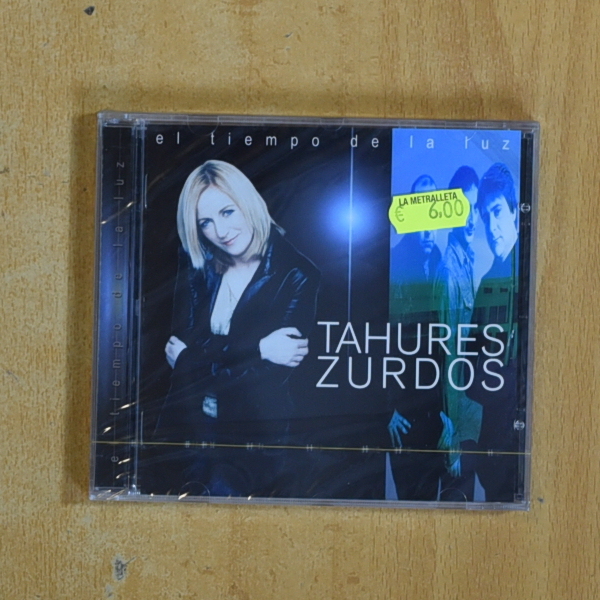 el tiempo de la luz
el tiempo de la luz
LA METRALLETA
€ 6,00
TAHURES
ZURDOS